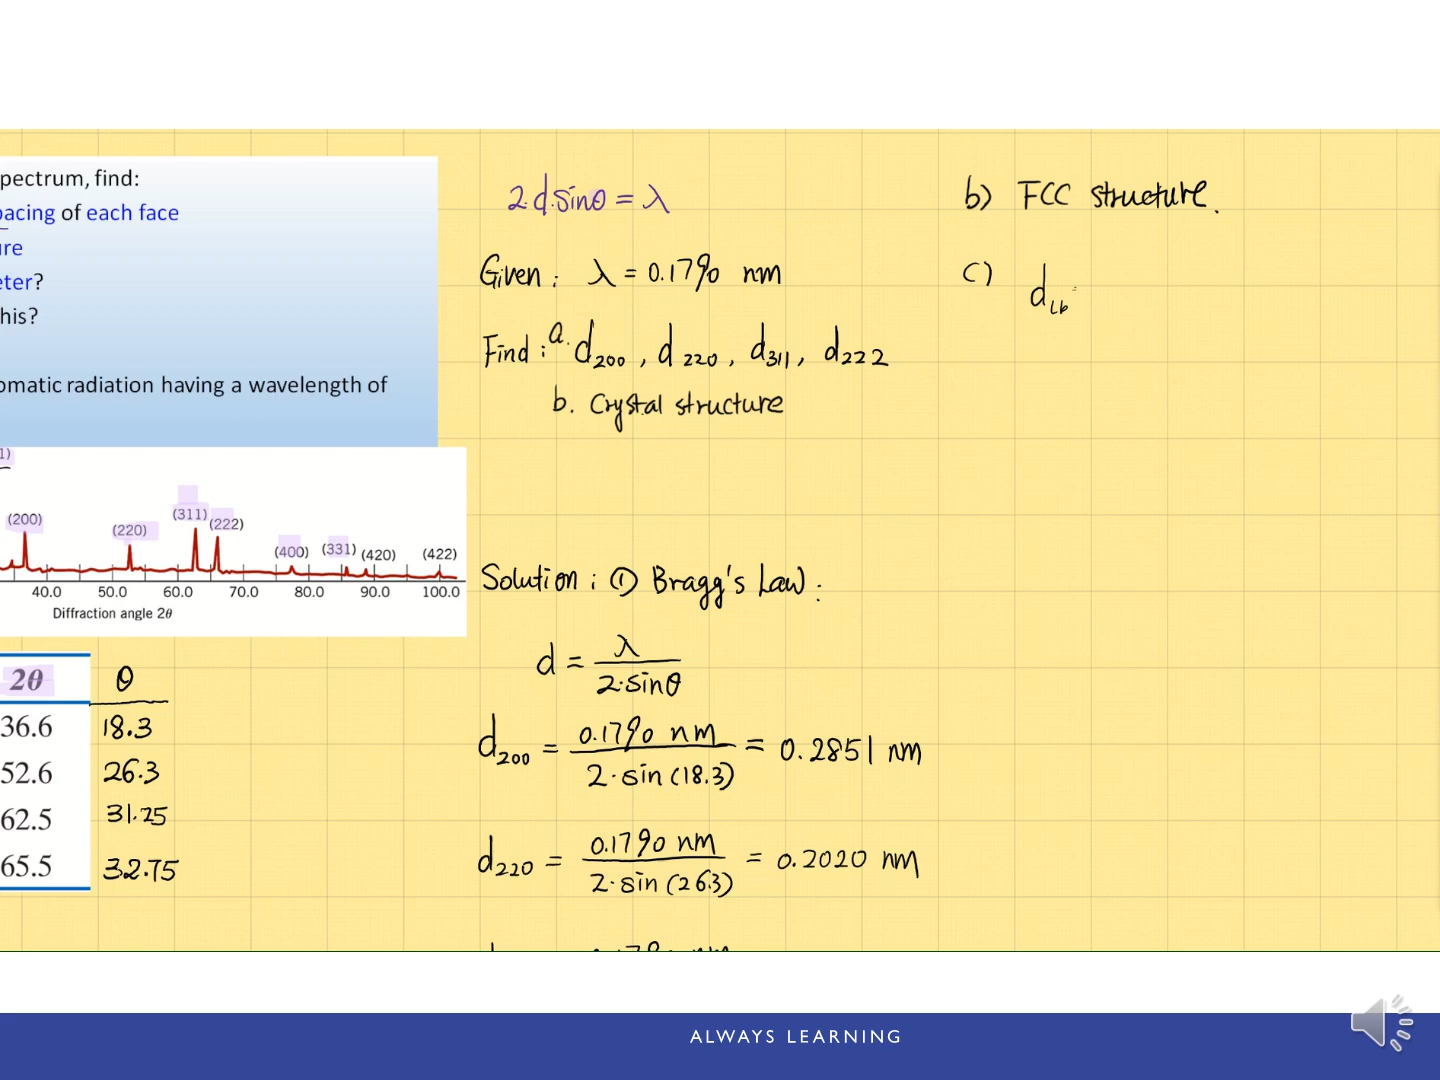 pectrum, find:
pacing of each face
ure
eter?
this?
omatic radiation having a wavelength of
1)
(200)
(220)
(311)
(222)
(400)
(331)
(420)
(422)
40.0 50.0 60.0 70.0 80.0 90.0 100.0
Diffraction angle 2θ
2θ θ
36.6 18.3
52.6 26.3
62.5 31.25
65.5 32.75
2·d·sinθ = λ
Given: λ = 0.1790 nm
Find: a. d₂₀₀, d₂₂₀, d₃₁₁, d₂₂₂
b. Crystal structure
Solution: ① Bragg's Law:
d = λ / 2·sinθ
d₂₀₀ = 0.1790 nm / 2·sin(18.3) = 0.2851 nm
d₂₂₀ = 0.1790 nm / 2·sin(26.3) = 0.2020 nm
b) FCC structure.
c) d
ALWAYS LEARNING